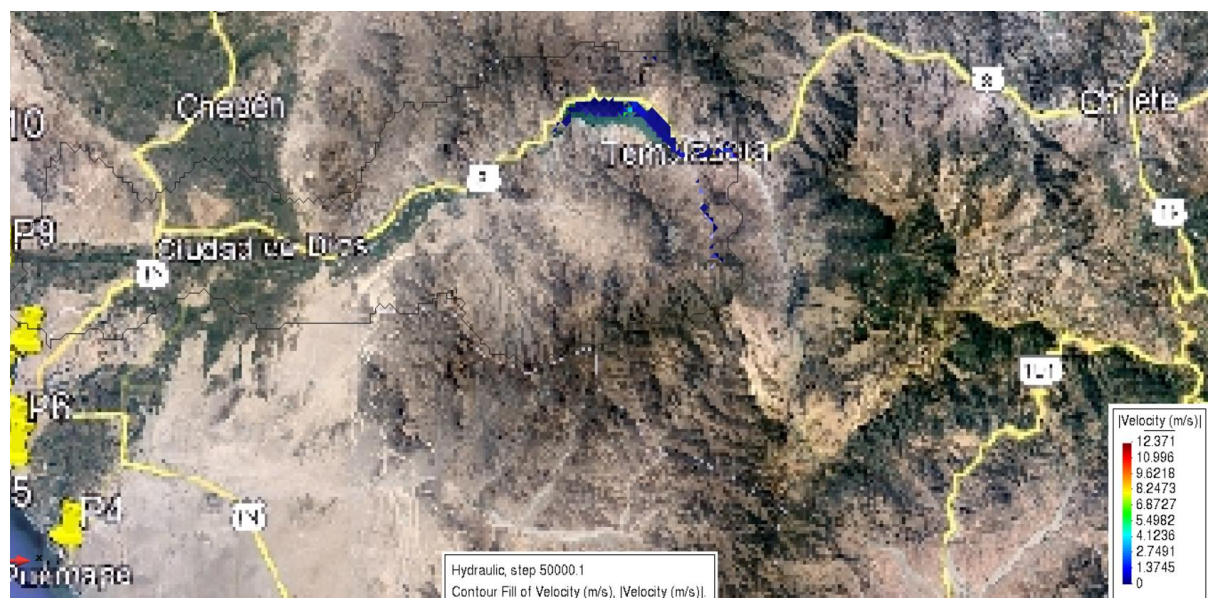 Chepén
8
Chilete
10
P9
Ciudad de Dios
P6
101
P4
|Velocity (m/s)|
12.371
10.996
9.6218
8.2473
6.8727
5.4982
4.1236
2.7491
1.3745
0
Hydraulic, step 50000.1
Contour Fill of Velocity (m/s), |Velocity (m/s)|.